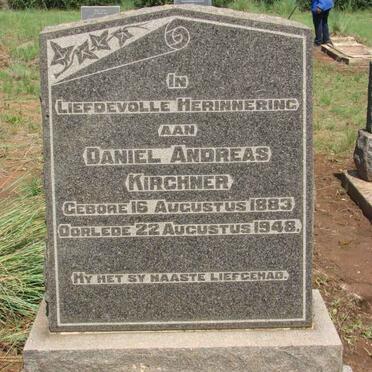 In
Liefdevolle Herinnering
aan
Daniel Andreas
Kirchner
Gebore 16 Augustus 1883
Oorlede 22 Augustus 1948.
Hy het sy naaste liefgehad.